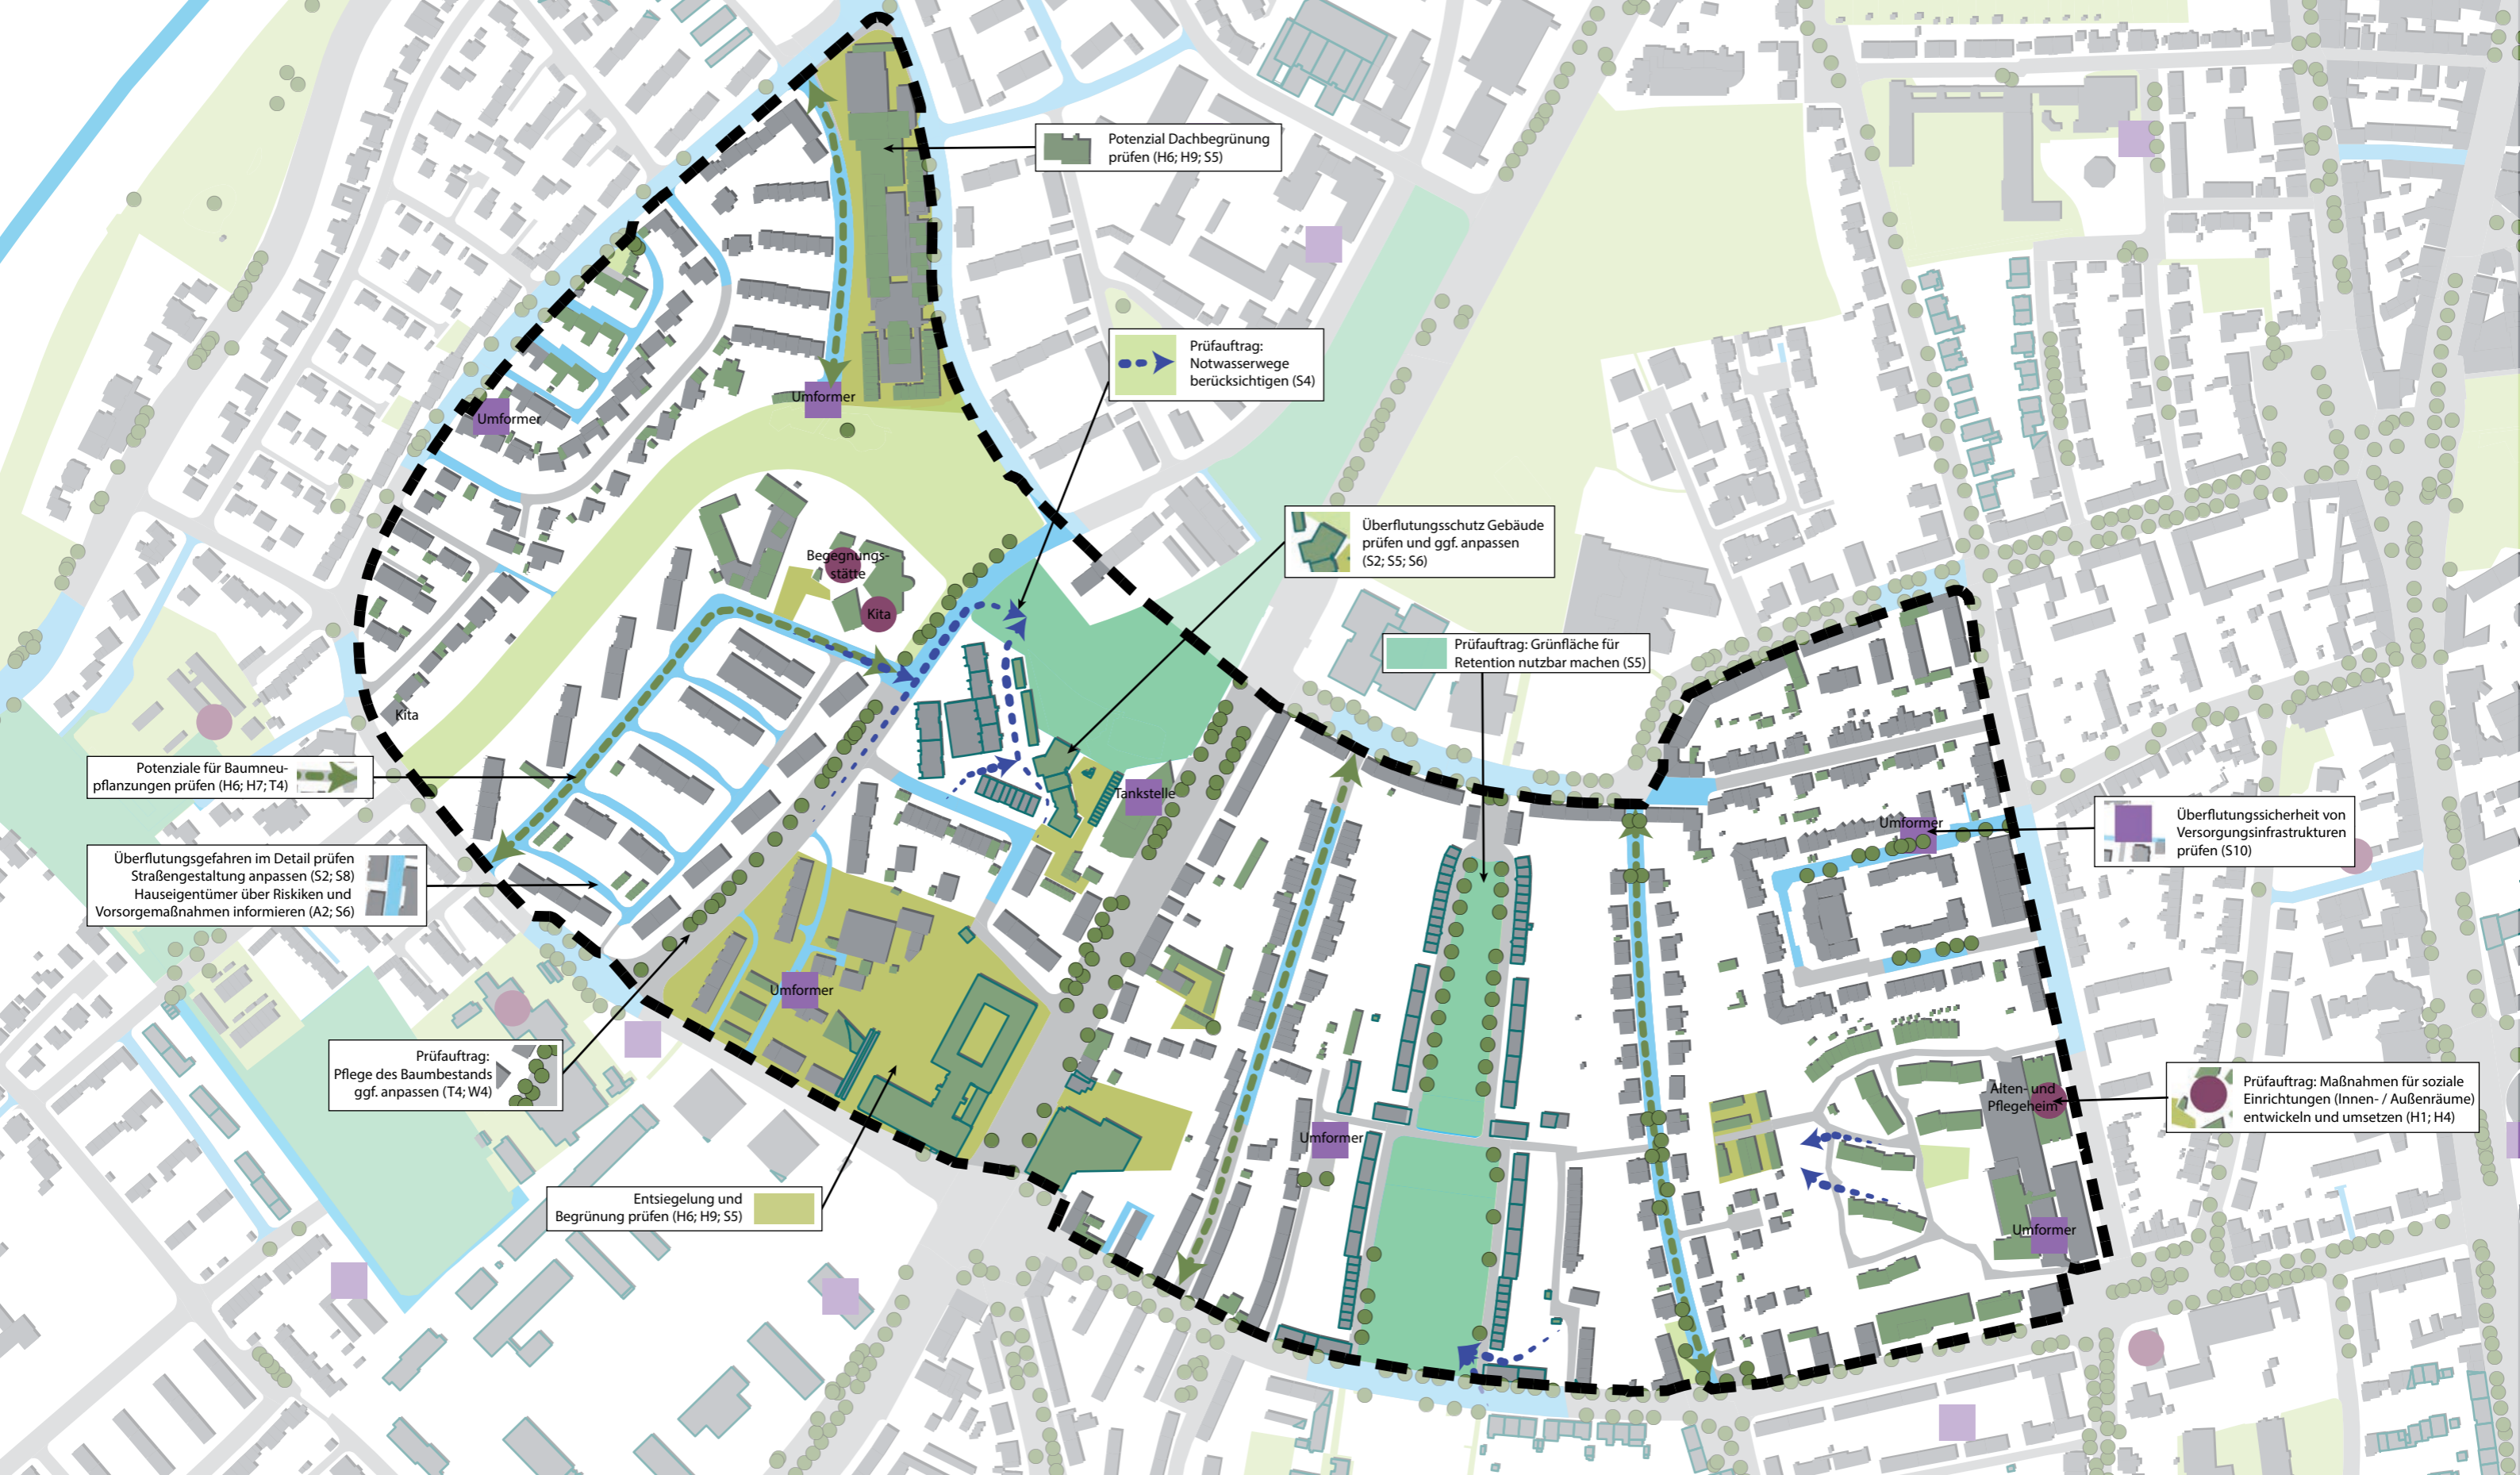 Potenzial Dachbegrünung
prüfen (H6; H9; S5)
Prüfauftrag:
Notwasserwege
berücksichtigen (S4)
Umformer
Umformer
Überflutungsschutz Gebäude
prüfen und ggf. anpassen
(S2; S5; S6)
Begegnungs-
stätte
Kita
Prüfauftrag: Grünfläche für
Retention nutzbar machen (S5)
Kita
Potenziale für Baumneu-
pflanzungen prüfen (H6; H7; T4)
Tankstelle
Umformer
Überflutungssicherheit von
Versorgungsinfrastrukturen
prüfen (S10)
Überflutungsgefahren im Detail prüfen
Straßengestaltung anpassen (S2; S8)
Hauseigentümer über Risiken und
Vorsorgemaßnahmen informieren (A2; S6)
Umformer
Prüfauftrag:
Pflege des Baumbestands
ggf. anpassen (T4; W4)
Alten- und
Pflegeheim
Prüfauftrag: Maßnahmen für soziale
Einrichtungen (Innen- / Außenräume)
entwickeln und umsetzen (H1; H4)
Umformer
Entsiegelung und
Begrünung prüfen (H6; H9; S5)
Umformer